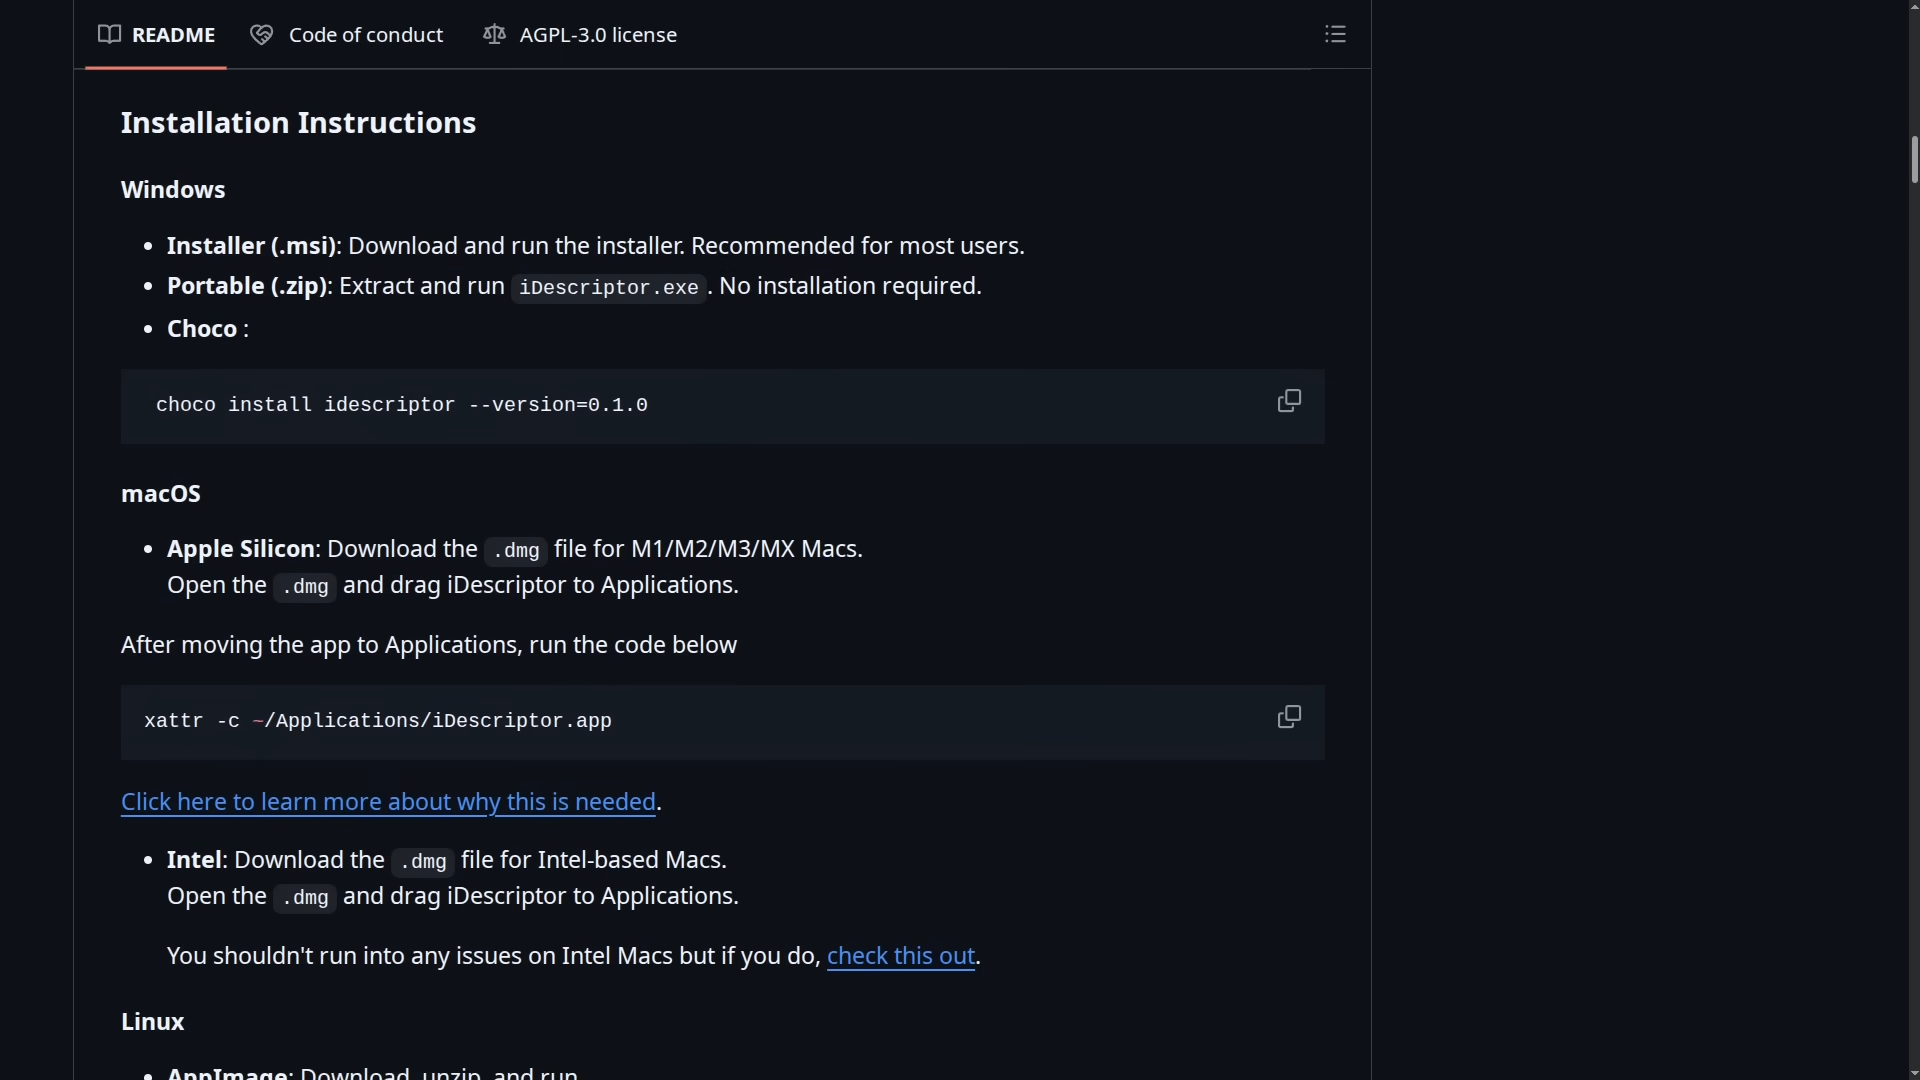 README
Code of conduct
AGPL-3.0 license
Installation Instructions
Windows
• Installer (.msi): Download and run the installer. Recommended for most users.
• Portable (.zip): Extract and run iDescriptor.exe. No installation required.
• Choco :
choco install idescriptor --version=0.1.0
macOS
• Apple Silicon: Download the .dmg file for M1/M2/M3/MX Macs.
Open the .dmg and drag iDescriptor to Applications.
After moving the app to Applications, run the code below
xattr -c ~/Applications/iDescriptor.app
Click here to learn more about why this is needed.
• Intel: Download the .dmg file for Intel-based Macs.
Open the .dmg and drag iDescriptor to Applications.
You shouldn't run into any issues on Intel Macs but if you do, check this out.
Linux
• AppImage: Download, unzip, and run